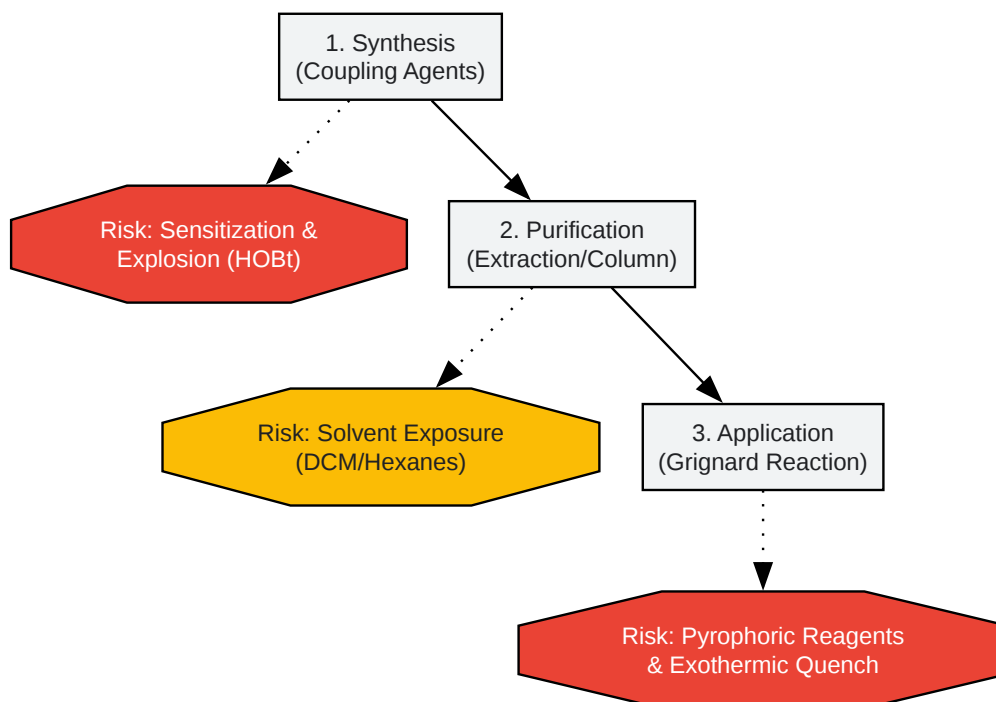 1. Synthesis
(Coupling Agents)
Risk: Sensitization &
Explosion (HOBt)
2. Purification
(Extraction/Column)
Risk: Solvent Exposure
(DCM/Hexanes)
3. Application
(Grignard Reaction)
Risk: Pyrophoric Reagents
& Exothermic Quench